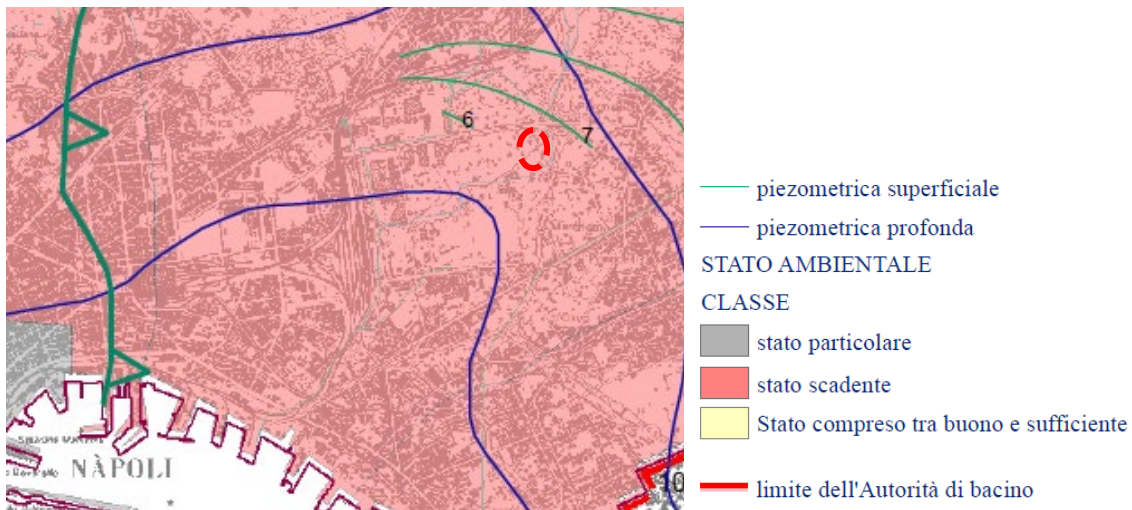 6
7
piezometrica superficiale
piezometrica profonda
STATO AMBIENTALE
CLASSE
stato particolare
stato scadente
Stato compreso tra buono e sufficiente
NÀPOLI
10
limite dell'Autorità di bacino